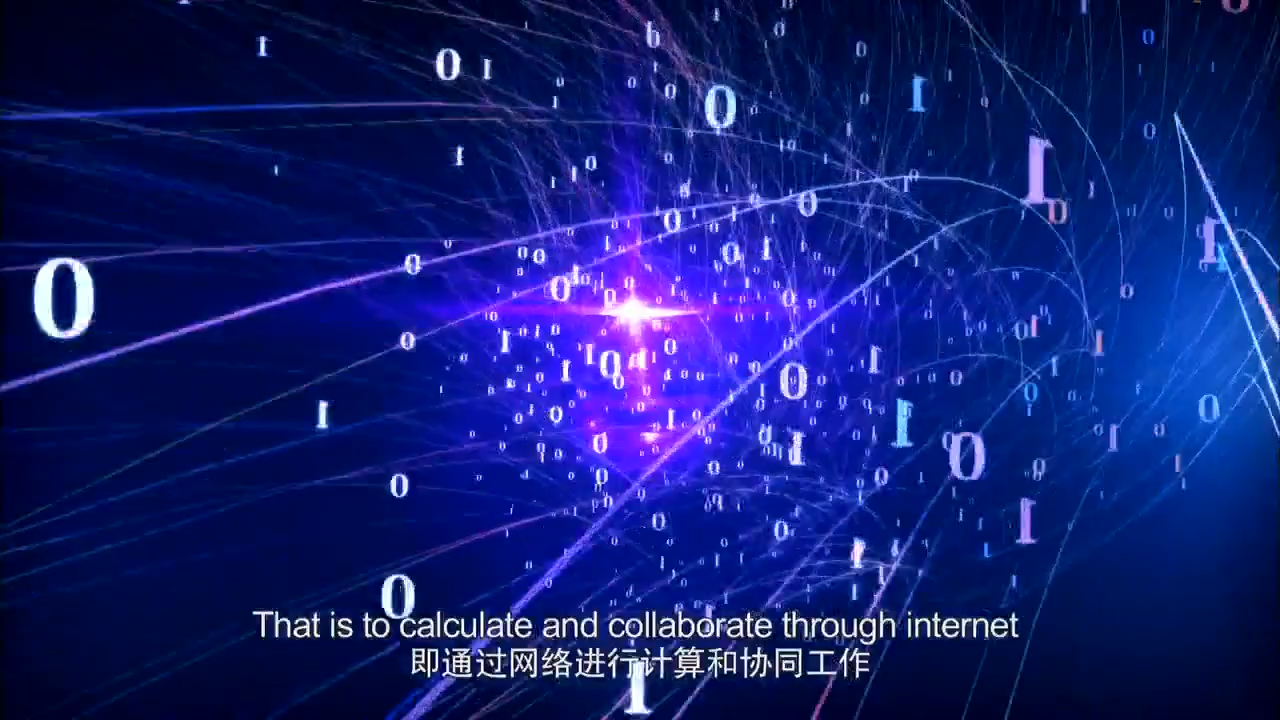 That is to calculate and collaborate through internet
即通过网络进行计算和协同工作